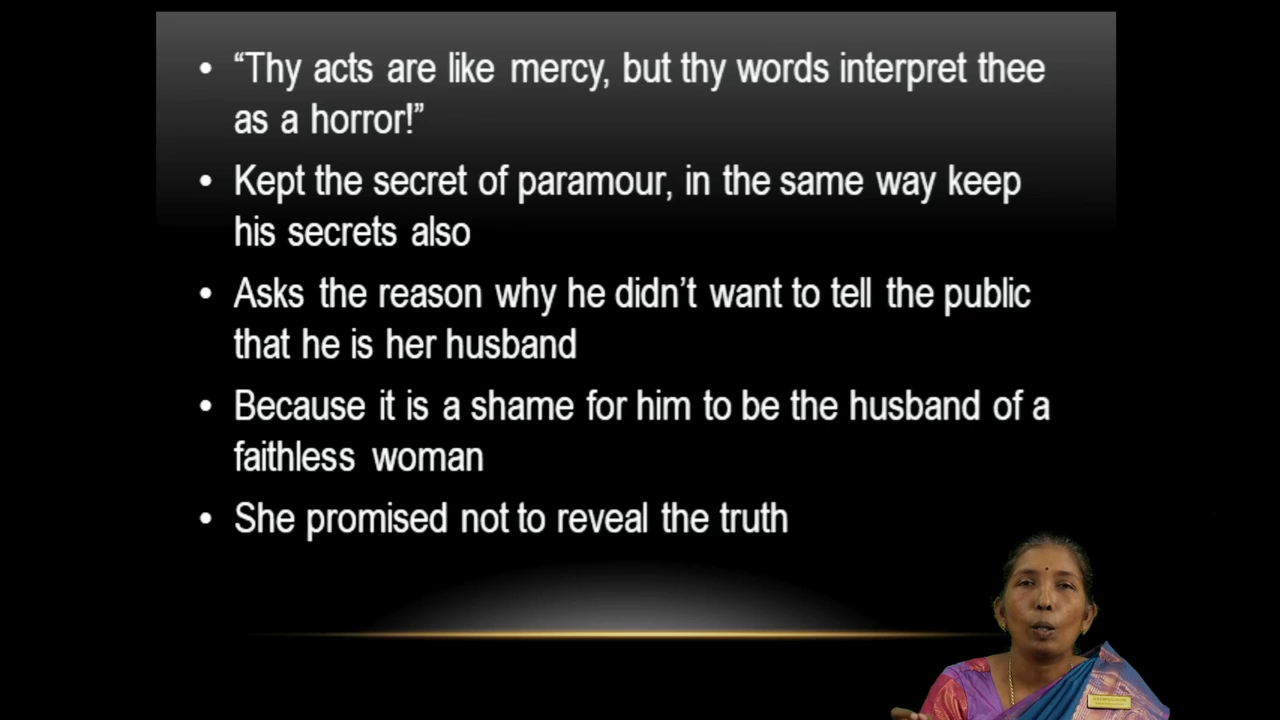 • “Thy acts are like mercy, but thy words interpret thee
as a horror!”
• Kept the secret of paramour, in the same way keep
his secrets also
• Asks the reason why he didn’t want to tell the public
that he is her husband
• Because it is a shame for him to be the husband of a
faithless woman
• She promised not to reveal the truth